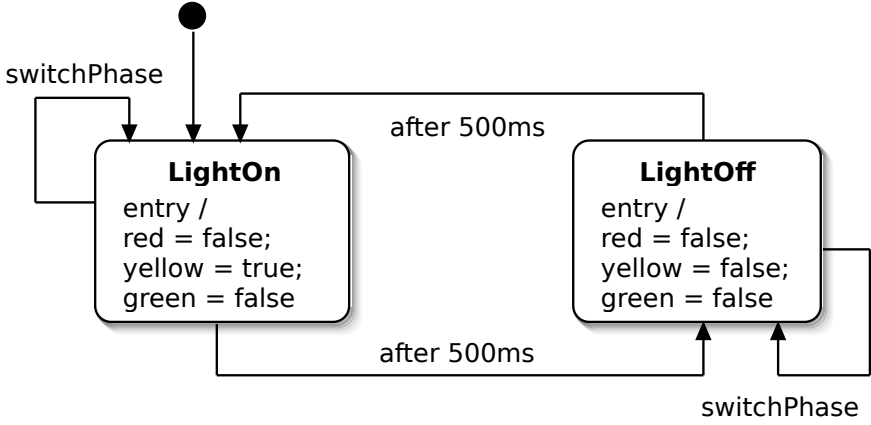 switchPhase
after 500ms
LightOn
entry /
red = false;
yellow = true;
green = false
LightOff
entry /
red = false;
yellow = false;
green = false
after 500ms
switchPhase